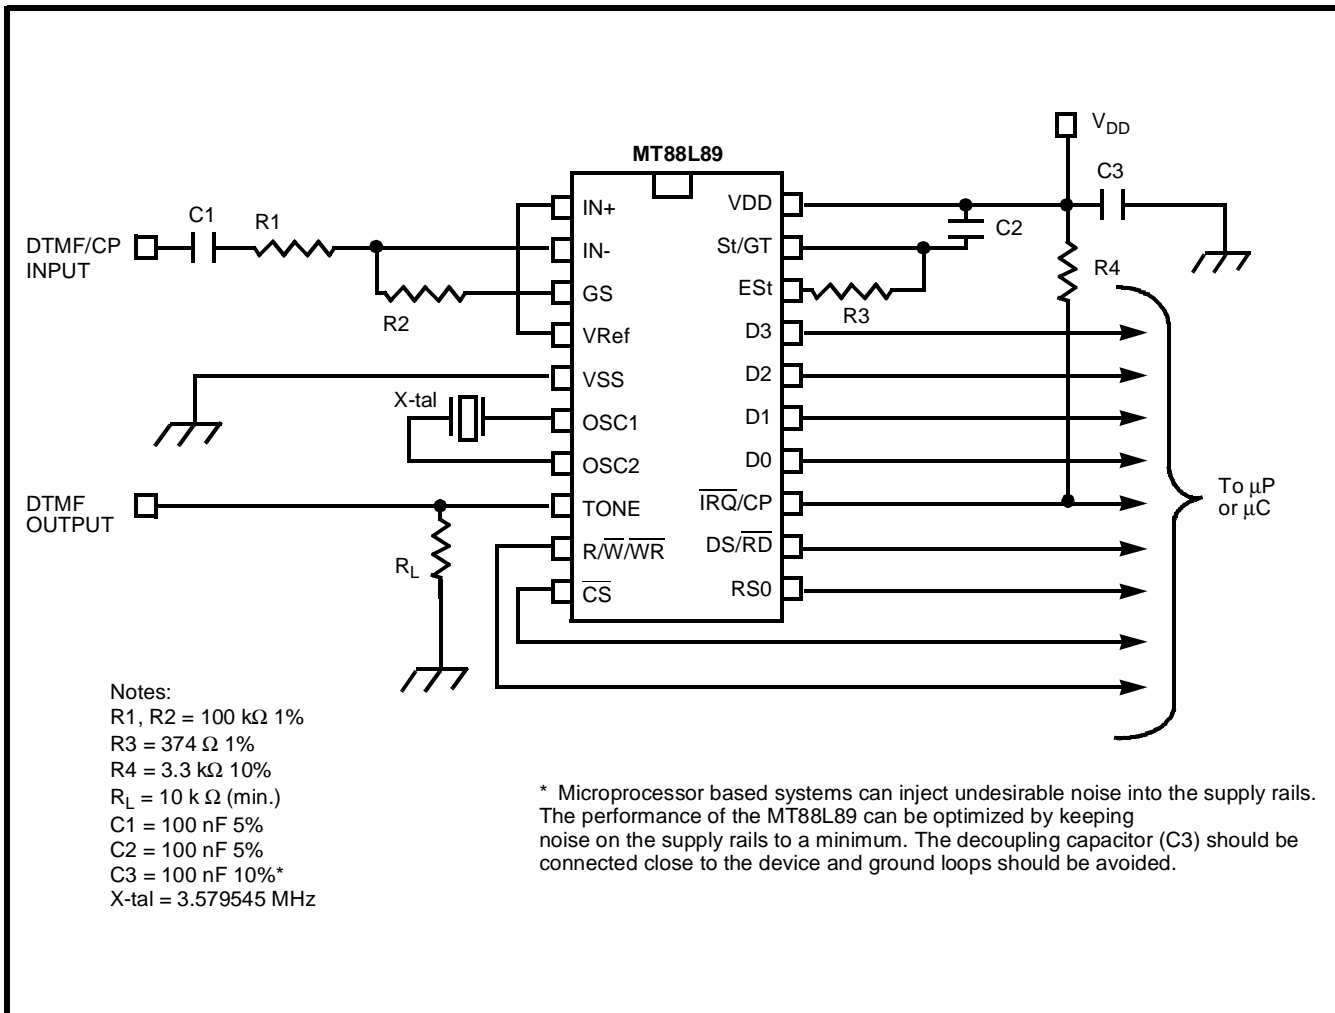 MT88L89
V_DD
C3
C1
R1
IN+
VDD
DTMF/CP
INPUT
IN-
St/GT
C2
R4
R2
GS
ESt
R3
VRef
D3
VSS
D2
X-tal
OSC1
D1
OSC2
D0
DTMF
OUTPUT
TONE
I̅R̅Q̅/CP
To μP
or μC
R_L
R/W̅/W̅R̅
DS/R̅D̅
C̅S̅
RS0
Notes:
R1, R2 = 100 kΩ 1%
R3 = 374 Ω 1%
R4 = 3.3 kΩ 10%
R_L = 10 k Ω (min.)
C1 = 100 nF 5%
C2 = 100 nF 5%
C3 = 100 nF 10%*
X-tal = 3.579545 MHz
* Microprocessor based systems can inject undesirable noise into the supply rails.
The performance of the MT88L89 can be optimized by keeping
noise on the supply rails to a minimum. The decoupling capacitor (C3) should be
connected close to the device and ground loops should be avoided.